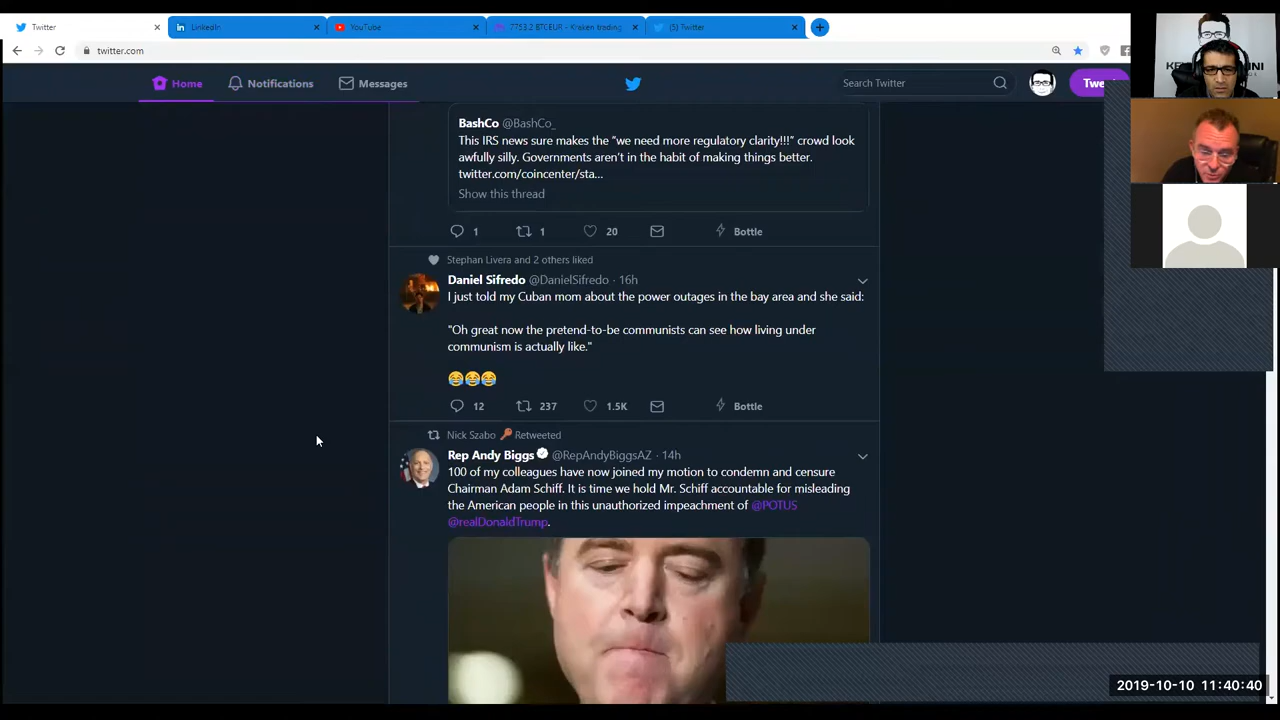 Twitter
LinkedIn
YouTube
7753.2 BTCEUR - Kraken trading
(5) Twitter
twitter.com
Home
Notifications
Messages
Search Twitter
BashCo @BashCo_
This IRS news sure makes the “we need more regulatory clarity!!!” crowd look
awfully silly. Governments aren't in the habit of making things better.
twitter.com/coincenter/sta...
Show this thread
1
1
20
Bottle
Stephan Livera and 2 others liked
Daniel Sifredo @DanielSifredo · 16h
I just told my Cuban mom about the power outages in the bay area and she said:
"Oh great now the pretend-to-be communists can see how living under
communism is actually like."
😂😂😂
12
237
1.5K
Bottle
Nick Szabo 🔑 Retweeted
Rep Andy Biggs @RepAndyBiggsAZ · 14h
100 of my colleagues have now joined my motion to condemn and censure
Chairman Adam Schiff. It is time we hold Mr. Schiff accountable for misleading
the American people in this unauthorized impeachment of @POTUS
@realDonaldTrump.
2019-10-10 11:40:40